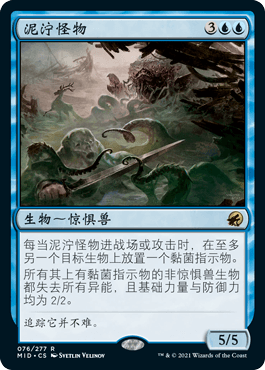 泥泞怪物 3
生物～惊惧兽
每当泥泞怪物进战场或攻击时，在至多
另一个目标生物上放置一个黏菌指示物。
所有其上有黏菌指示物的非惊惧兽生物
都失去所有异能，且基础力量与防御力
均为 2/2。
追踪它并不难。
5/5
076/277 R
MID • CS SVETLIN VELINOV
™ & © 2021 Wizards of the Coast